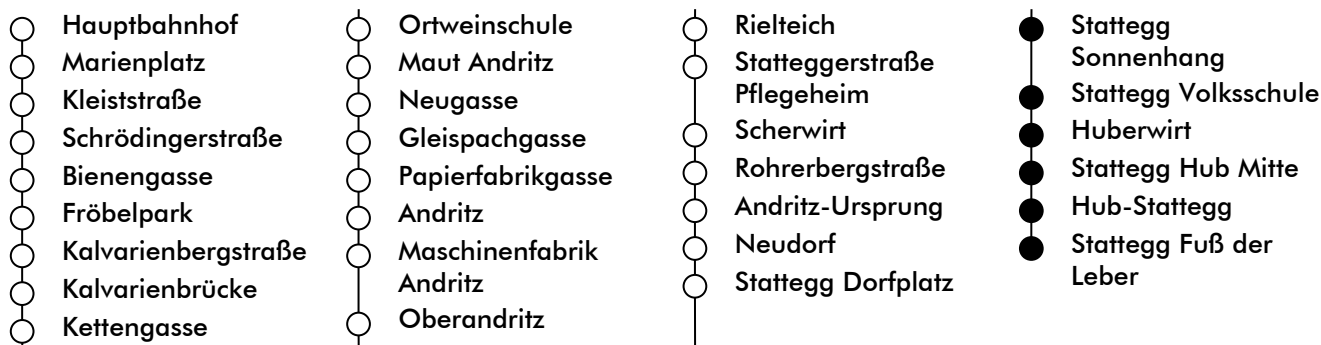 Hauptbahnhof
Marienplatz
Kleiststraße
Schrödingerstraße
Bienengasse
Fröbelpark
Kalvarienbergstraße
Kalvarienbrücke
Kettengasse
Ortweinschule
Maut Andritz
Neugasse
Gleispachgasse
Papierfabrikgasse
Andritz
Maschinenfabrik
Andritz
Oberandritz
Rielteich
Statteggerstraße
Pflegeheim
Scherwirt
Rohrerbergstraße
Andritz-Ursprung
Neudorf
Stattegg Dorfplatz
Stattegg
Sonnenhang
Stattegg Volksschule
Huberwirt
Stattegg Hub Mitte
Hub-Stattegg
Stattegg Fuß der
Leber